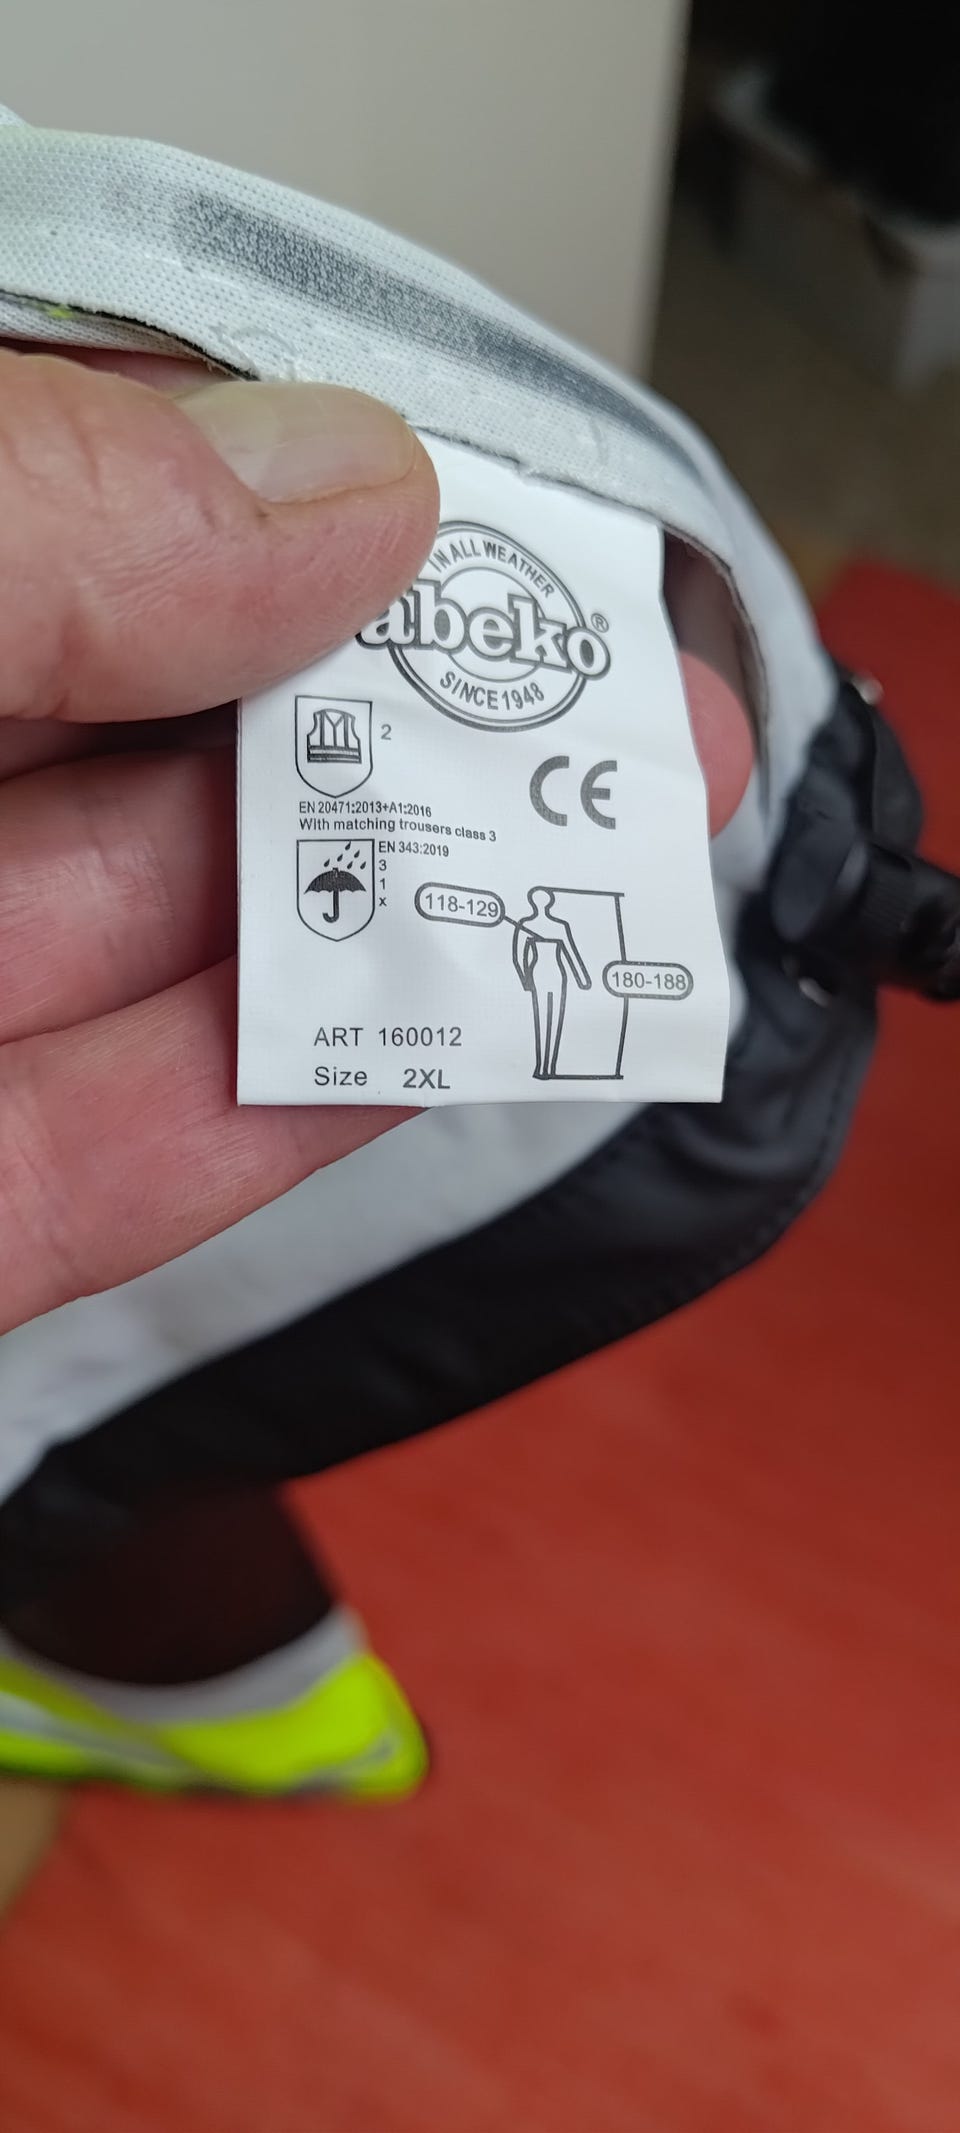 IN ALL WEATHER
abeko®
SINCE 1948
2
CE
EN 20471:2013+A1:2016
With matching trousers class 3
EN 343:2019
3
1
x
118-129
180-188
ART 160012
Size 2XL